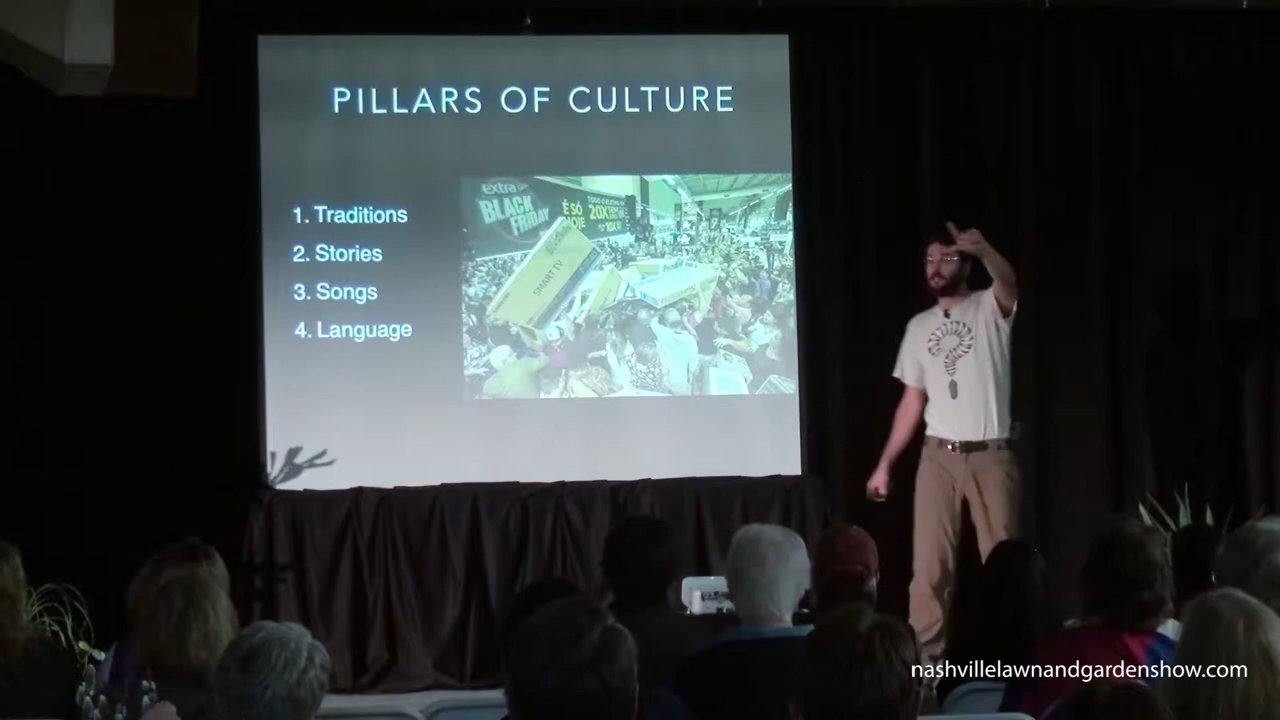 PILLARS OF CULTURE
1. Traditions
2. Stories
3. Songs
4. Language
extra
BLACK
FRIDAY
É SÓ
HOJE
20X
SMART TV
nashvillelawnandgardenshow.com